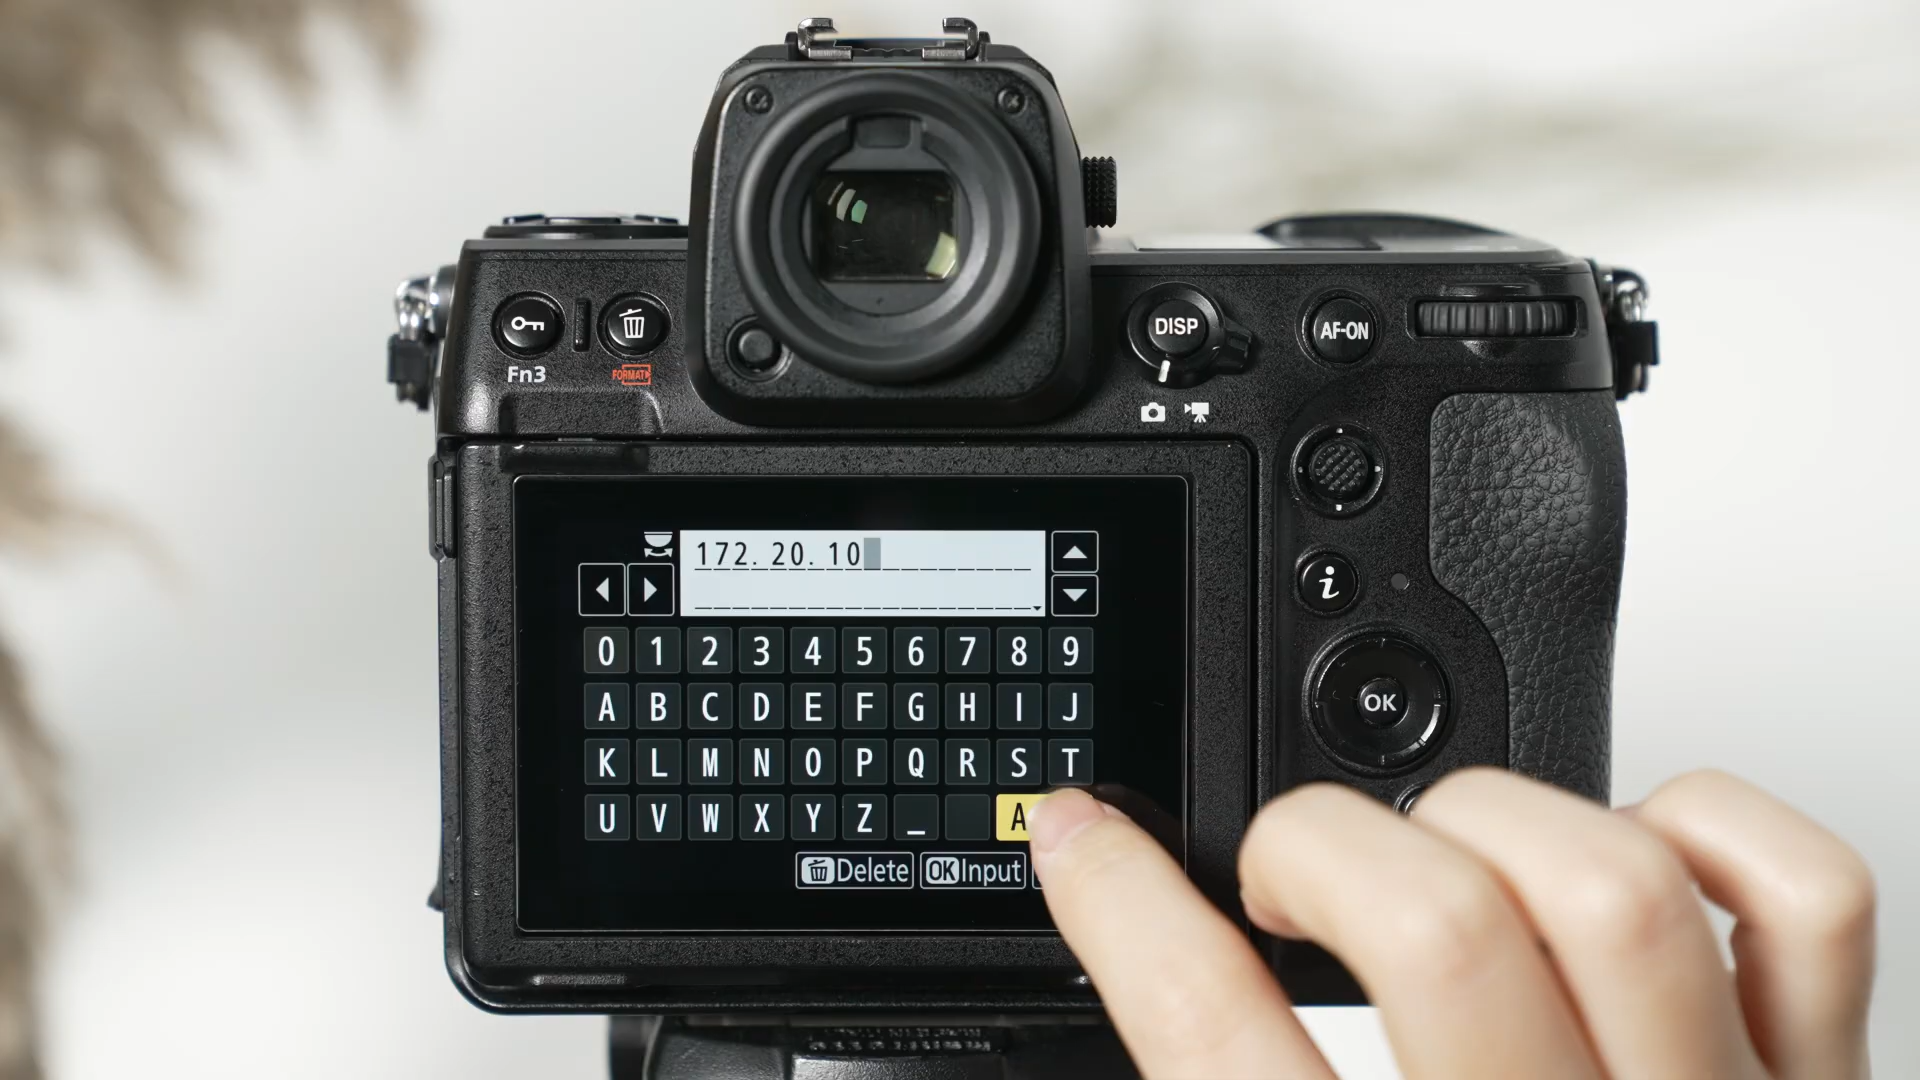 DISP
AF-ON
Fn3
FORMAT
172.20.10
i
0 1 2 3 4 5 6 7 8 9
A B C D E F G H I J
OK
K L M N O P Q R S T
U V W X Y Z _ A
Delete OK Input